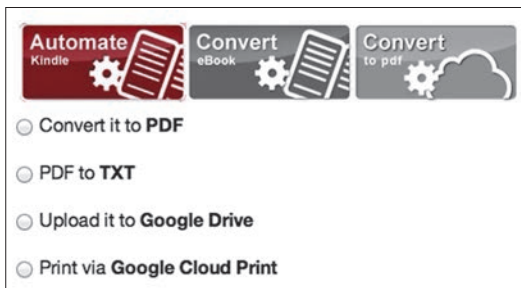 Automate
Kindle
Convert
eBook
Convert
to pdf
Convert it to PDF
PDF to TXT
Upload it to Google Drive
Print via Google Cloud Print